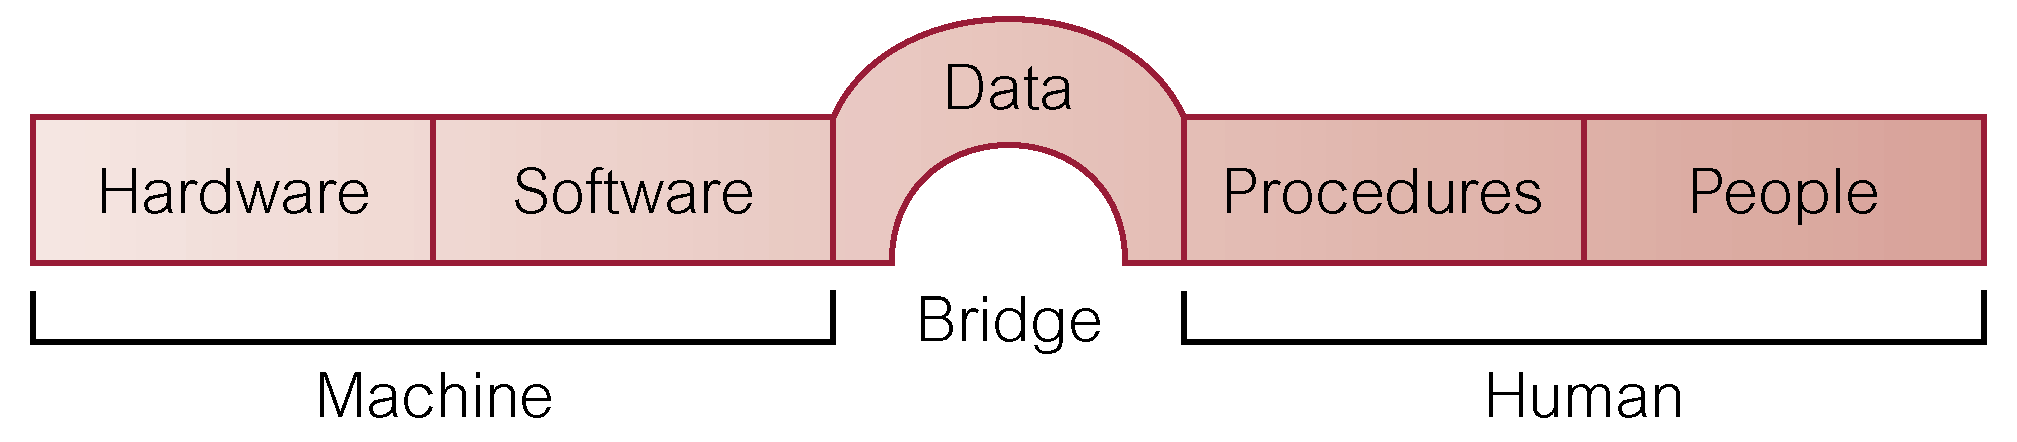 Data
Hardware Software Procedures People
Bridge
Machine Human